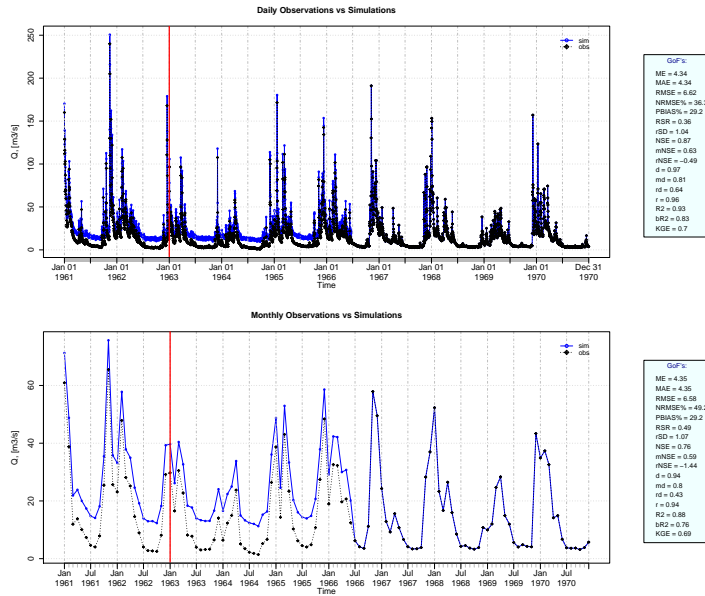 Daily Observations vs Simulations
Q, [m3/s]
250
200
150
100
50
0
sim
obs
Jan 01 1961
Jan 01 1962
Jan 01 1963
Jan 01 1964
Jan 01 1965
Jan 01 1966
Jan 01 1967
Jan 01 1968
Jan 01 1969
Jan 01 1970
Dec 31 1970
Time
GoF's:
ME = 4.34
MAE = 4.34
RMSE = 6.62
NRMSE% = 36.
PBIAS% = 29.2
RSR = 0.36
rSD = 1.04
NSE = 0.87
mNSE = 0.63
rNSE = −0.49
d = 0.97
md = 0.81
rd = 0.64
r = 0.96
R2 = 0.93
bR2 = 0.83
KGE = 0.7
Monthly Observations vs Simulations
Q, [m3/s]
60
40
20
0
sim
obs
Jan 1961
Jul 1961
Jan 1962
Jul 1962
Jan 1963
Jul 1963
Jan 1964
Jul 1964
Jan 1965
Jul 1965
Jan 1966
Jul 1966
Jan 1967
Jul 1967
Jan 1968
Jul 1968
Jan 1969
Jul 1969
Jan 1970
Jul 1970
Time
GoF's:
ME = 4.35
MAE = 4.35
RMSE = 6.58
NRMSE% = 49.2
PBIAS% = 29.2
RSR = 0.49
rSD = 1.07
NSE = 0.76
mNSE = 0.59
rNSE = −1.44
d = 0.94
md = 0.8
rd = 0.43
r = 0.94
R2 = 0.88
bR2 = 0.76
KGE = 0.69